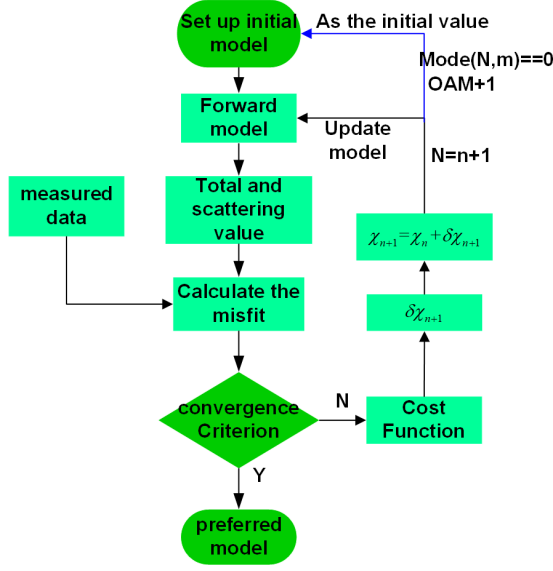 Set up initial
model
As the initial value
Mode(N,m)==0
OAM+1
Forward
model
Update
model
N=n+1
measured
data
Total and
scattering
value
χn+1=χn+δχn+1
Calculate the
misfit
δχn+1
convergence
Criterion
N
Cost
Function
Y
preferred
model